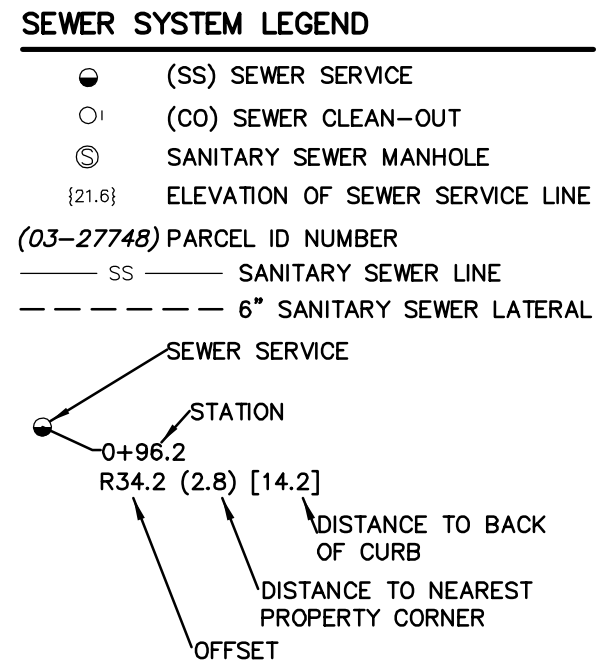 SEWER SYSTEM LEGEND
(SS) SEWER SERVICE
(CO) SEWER CLEAN-OUT
Ⓢ SANITARY SEWER MANHOLE
{21.6} ELEVATION OF SEWER SERVICE LINE
(03-27748) PARCEL ID NUMBER
SS SANITARY SEWER LINE
6" SANITARY SEWER LATERAL
SEWER SERVICE
STATION
0+96.2
R34.2 (2.8) [14.2]
DISTANCE TO BACK
OF CURB
DISTANCE TO NEAREST
PROPERTY CORNER
OFFSET